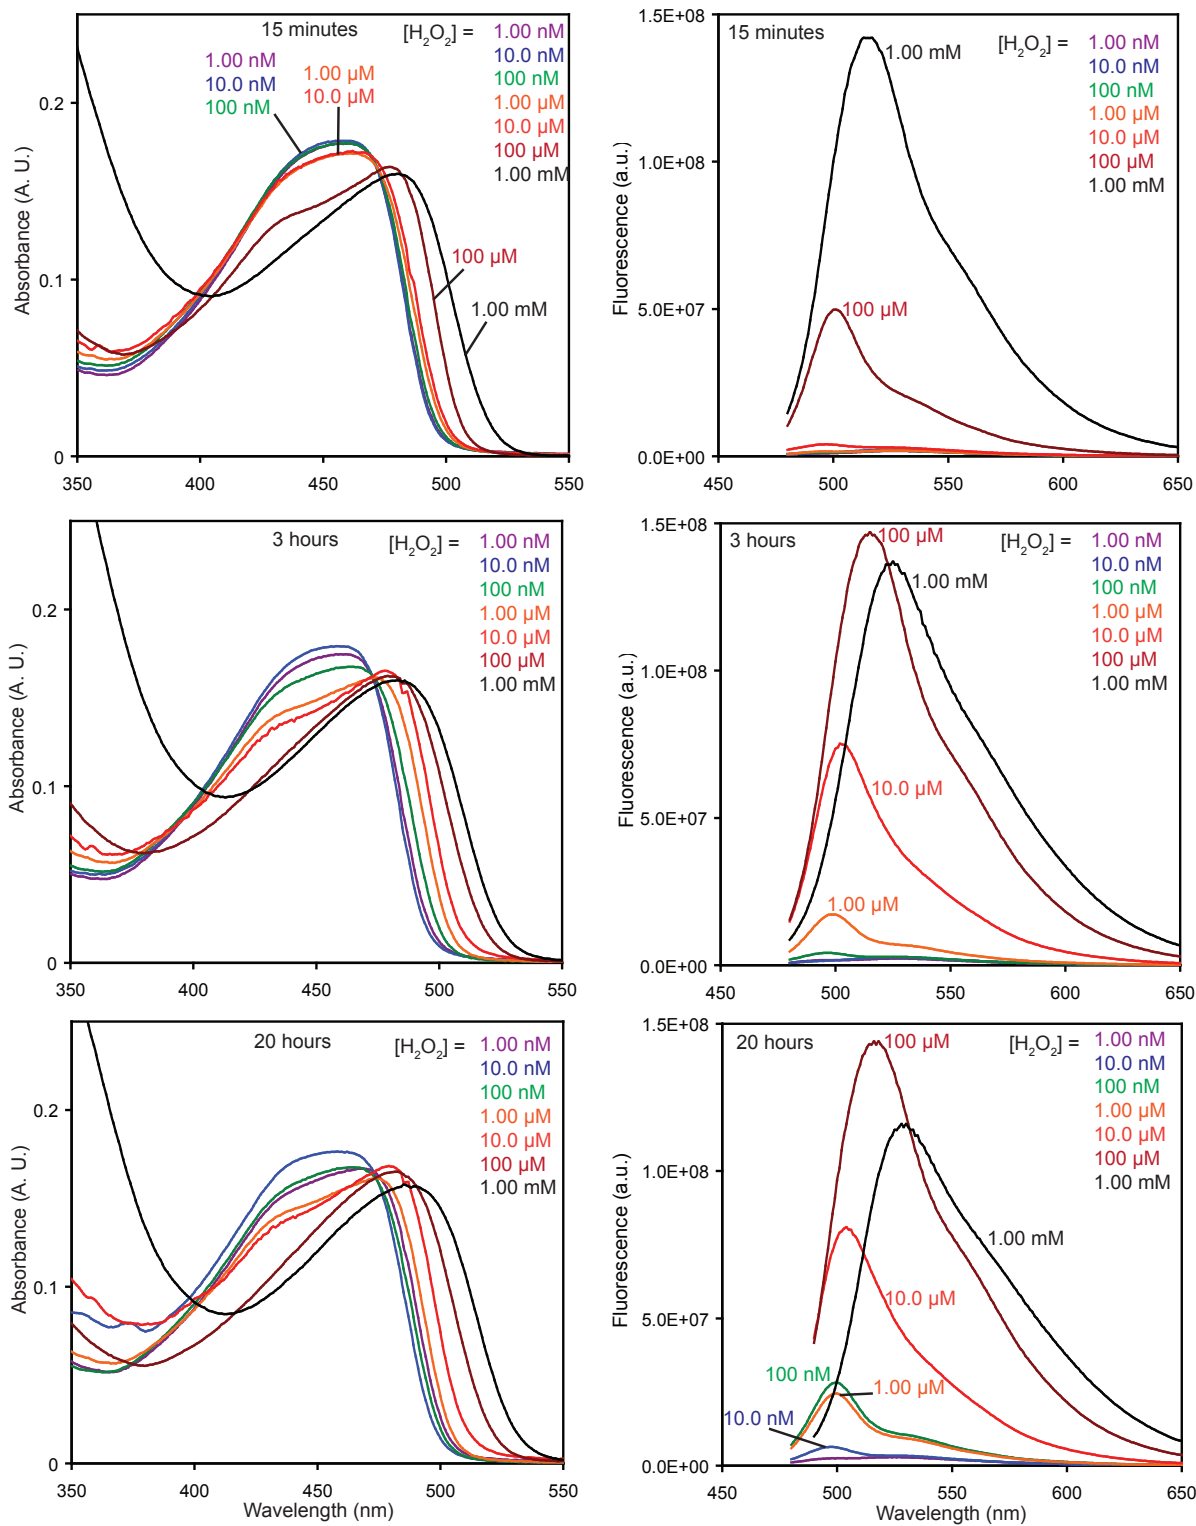 15 minutes
[H₂O₂] =
1.00 nM
10.0 nM
100 nM
1.00 µM
10.0 µM
100 µM
1.00 mM
1.00 nM
10.0 nM
100 nM
1.00 µM
10.0 µM
100 µM
1.00 mM
Absorbance (A. U.)
0.2
0.1
0
350
400
450
500
550
15 minutes
[H₂O₂] =
1.00 nM
10.0 nM
100 nM
1.00 µM
10.0 µM
100 µM
1.00 mM
1.00 mM
100 µM
Fluorescence (a.u.)
1.5E+08
1.0E+08
5.0E+07
0.0E+00
450
500
550
600
650
3 hours
[H₂O₂] =
1.00 nM
10.0 nM
100 nM
1.00 µM
10.0 µM
100 µM
1.00 mM
Absorbance (A. U.)
0.2
0.1
0
350
400
450
500
550
3 hours
[H₂O₂] =
1.00 nM
10.0 nM
100 nM
1.00 µM
10.0 µM
100 µM
1.00 mM
100 µM
1.00 mM
10.0 µM
1.00 µM
Fluorescence (a.u.)
1.5E+08
1.0E+08
5.0E+07
0.0E+00
450
500
550
600
650
20 hours
[H₂O₂] =
1.00 nM
10.0 nM
100 nM
1.00 µM
10.0 µM
100 µM
1.00 mM
Absorbance (A. U.)
0.2
0.1
0
350
400
450
500
550
Wavelength (nm)
20 hours
[H₂O₂] =
1.00 nM
10.0 nM
100 nM
1.00 µM
10.0 µM
100 µM
1.00 mM
100 µM
1.00 mM
10.0 µM
100 nM
1.00 µM
10.0 nM
Fluorescence (a.u.)
1.5E+08
1.0E+08
5.0E+07
0.0E+00
450
500
550
600
650
Wavelength (nm)